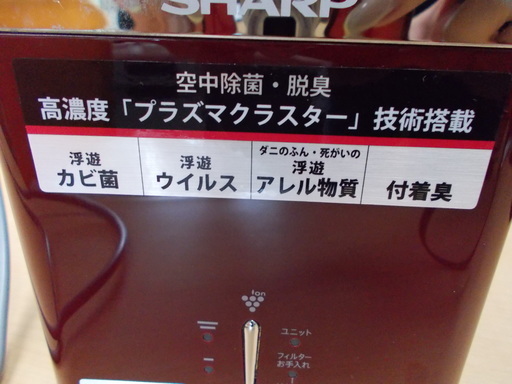 SHARP
空中除菌・脱臭
高濃度「プラズマクラスター」技術搭載
浮遊
カビ菌
浮遊
ウイルス
ダニのふん・死がいの
浮遊
アレル物質
付着臭
fan
ユニット
フィルター
お手入れ